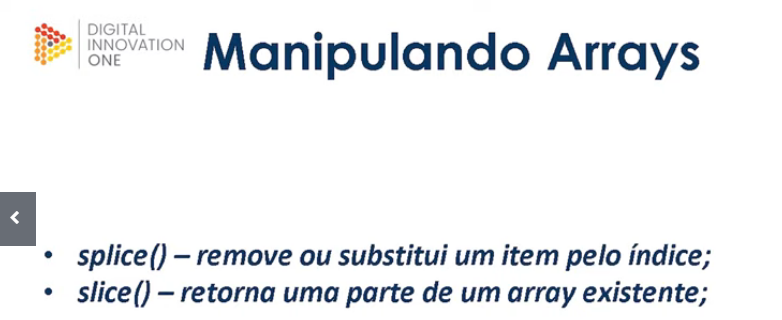 DIGITAL
INNOVATION
ONE
Manipulando Arrays
• splice() – remove ou substitui um item pelo índice;
• slice() – retorna uma parte de um array existente;